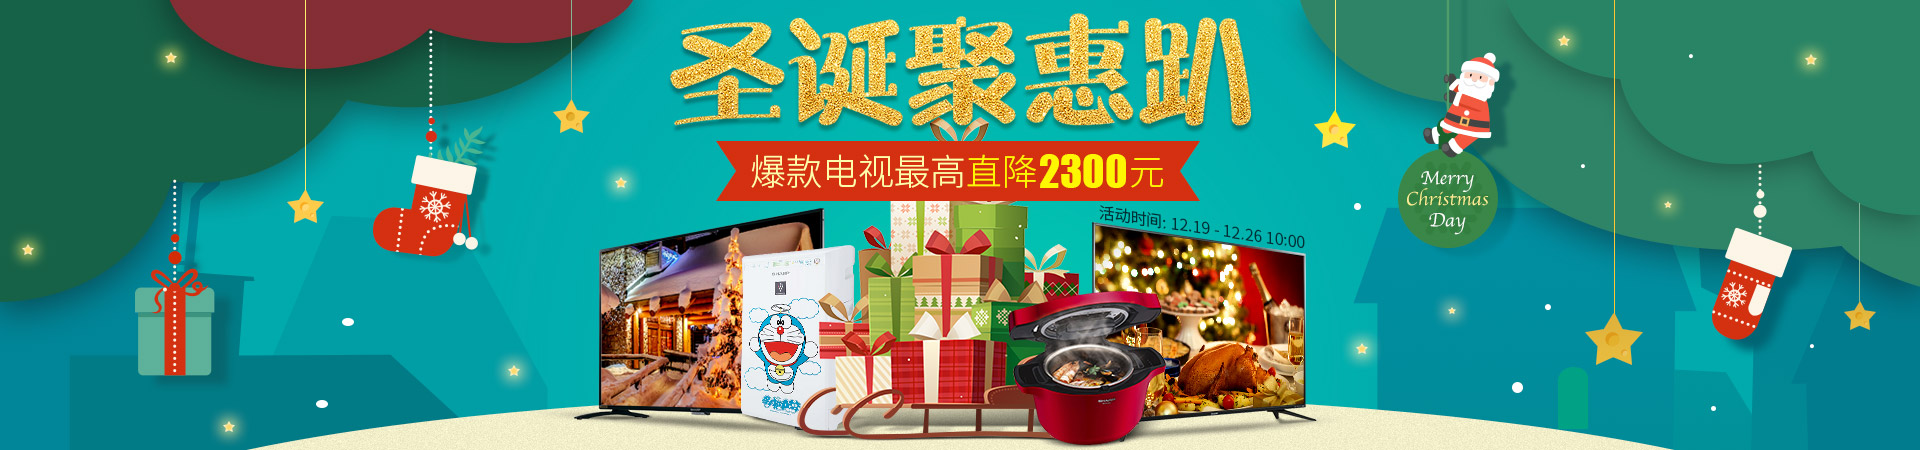 圣诞聚惠趴
爆款电视最高直降2300元
活动时间: 12.19 - 12.26 10:00
Merry
Christmas
Day